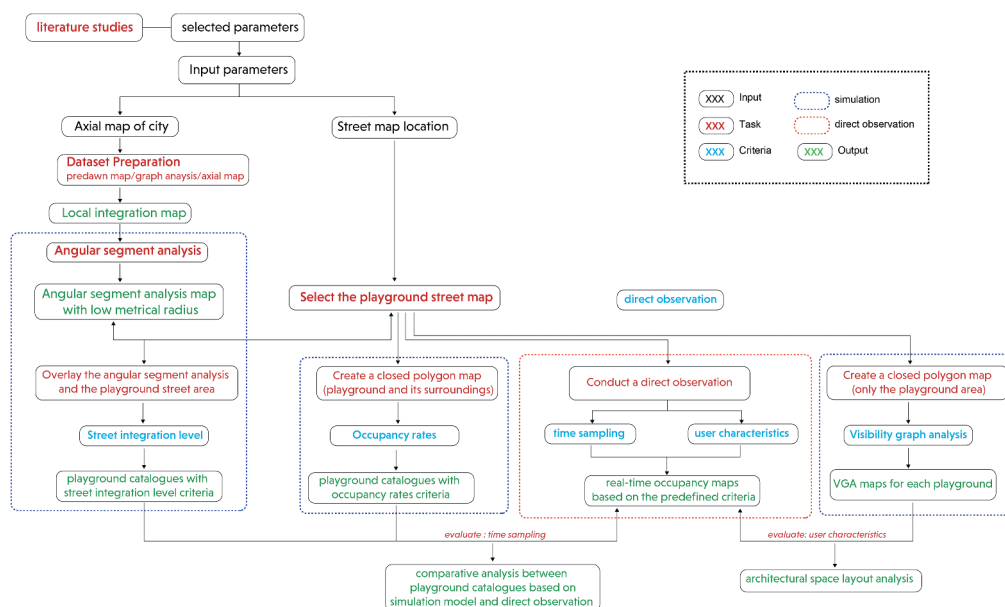 literature studies
selected parameters
Input parameters
Axial map of city
Street map location
Dataset Preparation
predawn map/graph anaysis/axial map
Local integration map
Angular segment analysis
Angular segment analysis map
with low metrical radius
Select the playground street map
direct observation
XXX Input
simulation
XXX Task
direct observation
XXX Criteria
XXX Output
Overlay the angular segment analysis
and the playground street area
Street integration level
playground catalogues with
street integration level criteria
Create a closed polygon map
(playground and its surroundings)
Occupancy rates
playground catalogues with
occupancy rates criteria
Conduct a direct observation
time sampling
user characteristics
real-time occupancy maps
based on the predefined criteria
Create a closed polygon map
(only the playground area)
Visibility graph analysis
VGA maps for each playground
evaluate : time sampling
evaluate: user characteristics
comparative analysis between
playground catalogues based on
simulation model and direct observation
architectural space layout analysis